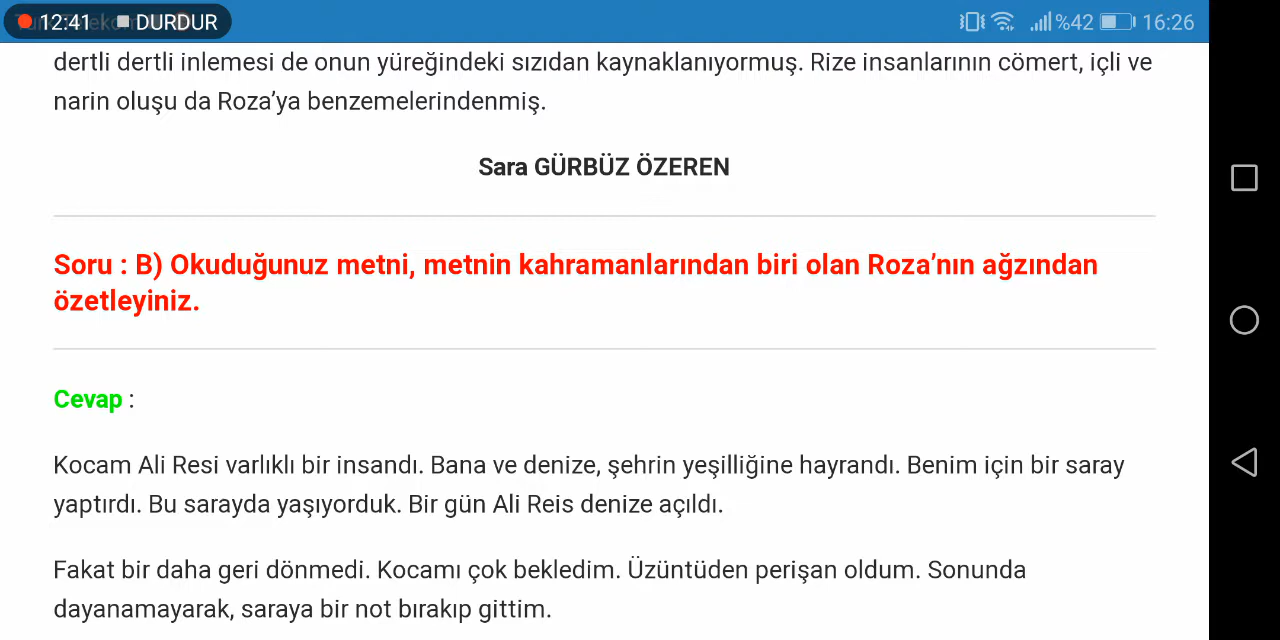 12:41 DURDUR %42 16:26
dertli dertli inlemesi de onun yüreğindeki sızıdan kaynaklanıyormuş. Rize insanlarının cömert, içli ve
narin oluşu da Roza’ya benzemelerindenmiş.
Sara GÜRBÜZ ÖZEREN
Soru : B) Okuduğunuz metni, metnin kahramanlarından biri olan Roza’nın ağzından
özetleyiniz.
Cevap :
Kocam Ali Resi varlıklı bir insandı. Bana ve denize, şehrin yeşilliğine hayrandı. Benim için bir saray
yaptırdı. Bu sarayda yaşıyorduk. Bir gün Ali Reis denize açıldı.
Fakat bir daha geri dönmedi. Kocamı çok bekledim. Üzüntüden perişan oldum. Sonunda
dayanamayarak, saraya bir not bırakıp gittim.